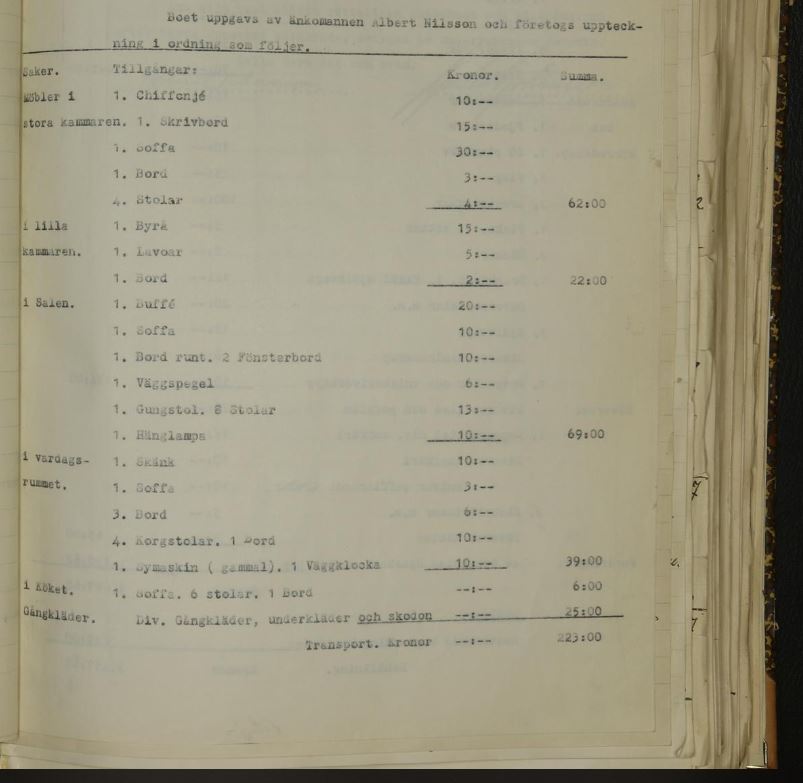 Boet uppgavs av änkomannen Albert Nilsson och företogs uppteck-
ning i ordning som följer.
Saker. Tillgångar: Kronor. Summa.
Möbler i 1. Chiffonjé 10:--
stora kammaren. 1. Skrivbord 15:--
1. Soffa 30:--
1. Bord 3:--
4. Stolar 4:-- 62:00
i lilla 1. Byrå 15:--
kammaren. 1. Lavoar 5:--
1. Bord 2:-- 22:00
i Salen. 1. Buffé 20:--
1. Soffa 10:--
1. Bord runt. 2 Fönsterbord 10:--
1. Väggspegel 6:--
1. Gungstol. 8 Stolar 13:--
1. Hänglampa 10:-- 69:00
i vardags- 1. Skänk 10:--
rummet. 1. Soffa 3:--
3. Bord 6:--
4. Korgstolar. 1 Bord 10:--
1. Symaskin ( gammal). 1 Väggklocka 10:-- 39:00
i Köket. 1. Soffa. 6 stolar. 1 Bord --:-- 6:00
Gångkläder. Div. Gångkläder, underkläder och skodon --:-- 25:00
Transport. Kronor --:-- 223:00